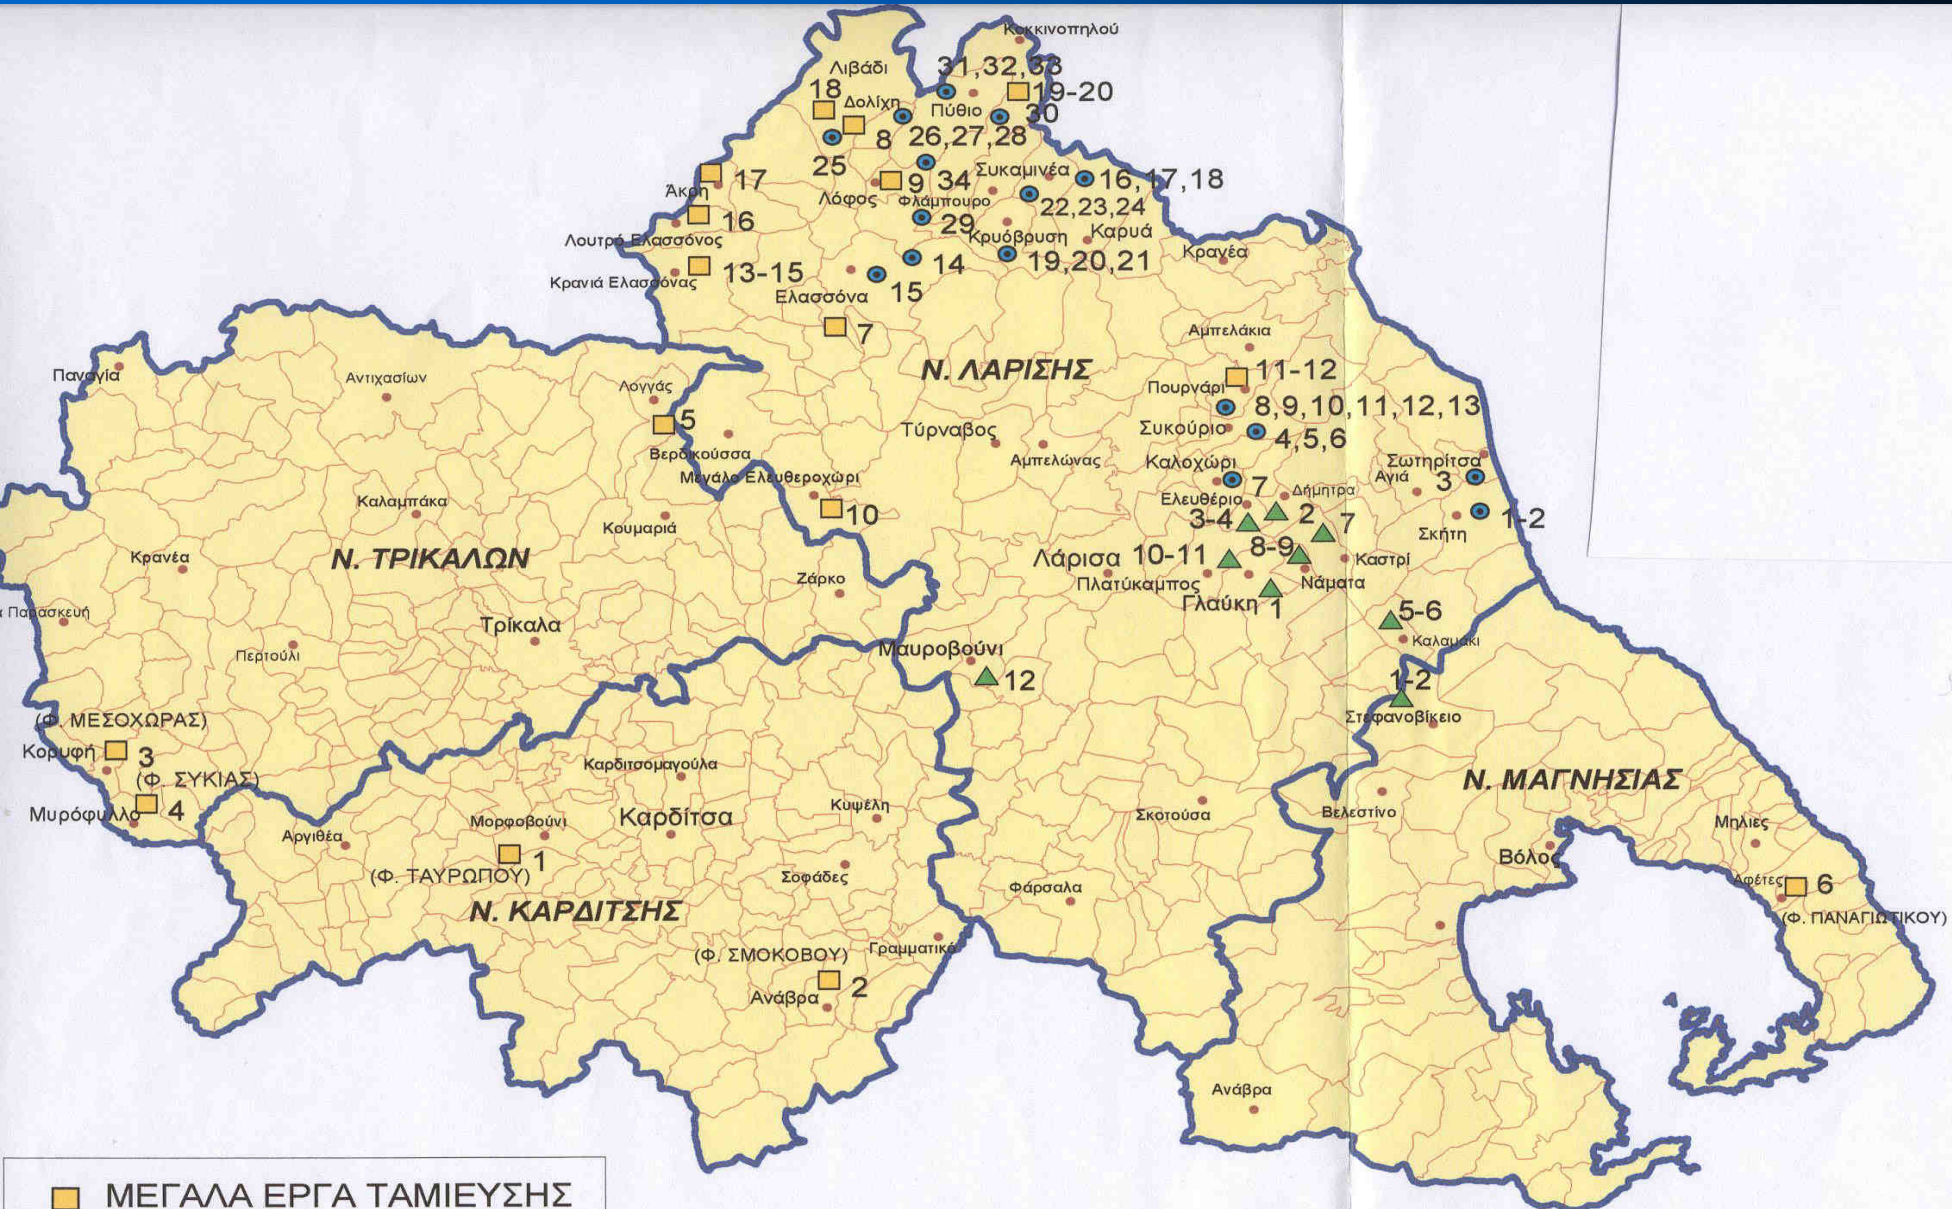 Κοκκινοπηλού
Λιβάδι
31,32,33
18
19-20
Δολίχη
Πύθιο
30
8
26,27,28
25
17
9
34
Συκαμινέα
16,17,18
Άκρη
Λόφος
Φλάμπουρο
22,23,24
16
29
Κρυόβρυση
Καρυά
Λουτρό Ελασσόνος
Κρανέα
14
19,20,21
Κρανιά Ελασσόνας
13-15
15
Ελασσόνα
7
Αμπελάκια
Ν. ΛΑΡΙΣΗΣ
Παναγία
Αντιχασίων
Λογγάς
11-12
Πουρνάρι
8,9,10,11,12,13
5
Τύρναβος
Συκούριο
4,5,6
Βερδικούσσα
Αμπελώνας
Καλοχώρι
Σωτηρίτσα
Μεγάλο Ελευθεροχώρι
7
Αγιά
3
Δήμητρα
Ελευθέριο
Καλαμπάκα
10
3-4
2
7
1-2
Κουμαριά
Σκήτη
Κρανέα
Ν. ΤΡΙΚΑΛΩΝ
Λάρισα
10-11
8-9
Καστρί
Ζάρκο
Πλατύκαμπος
Νάματα
Γλαύκη
1
α Παρασκευή
5-6
Τρίκαλα
Καλαμάκι
Περτούλι
Μαυροβούνι
12
1-2
Στεφανοβίκειο
(Φ. ΜΕΣΟΧΩΡΑΣ)
Κορυφή
3
Καρδιτσομαγούλα
(Φ. ΣΥΚΙΑΣ)
Ν. ΜΑΓΝΗΣΙΑΣ
Μυρόφυλλο
4
Κυψέλη
Σκοτούσα
Βελεστίνο
Καρδίτσα
Μορφοβούνι
Μηλιες
Αργιθέα
1
Βόλος
(Φ. ΤΑΥΡΩΠΟΥ)
Σοφάδες
Φάρσαλα
Αφέτες
6
Ν. ΚΑΡΔΙΤΣΗΣ
(Φ. ΠΑΝΑΓΙΩΤΙΚΟΥ)
(Φ. ΣΜΟΚΟΒΟΥ)
Γραμματικό
2
Ανάβρα
Ανάβρα
ΜΕΓΑΛΑ ΕΡΓΑ ΤΑΜΙΕΥΣΗΣ